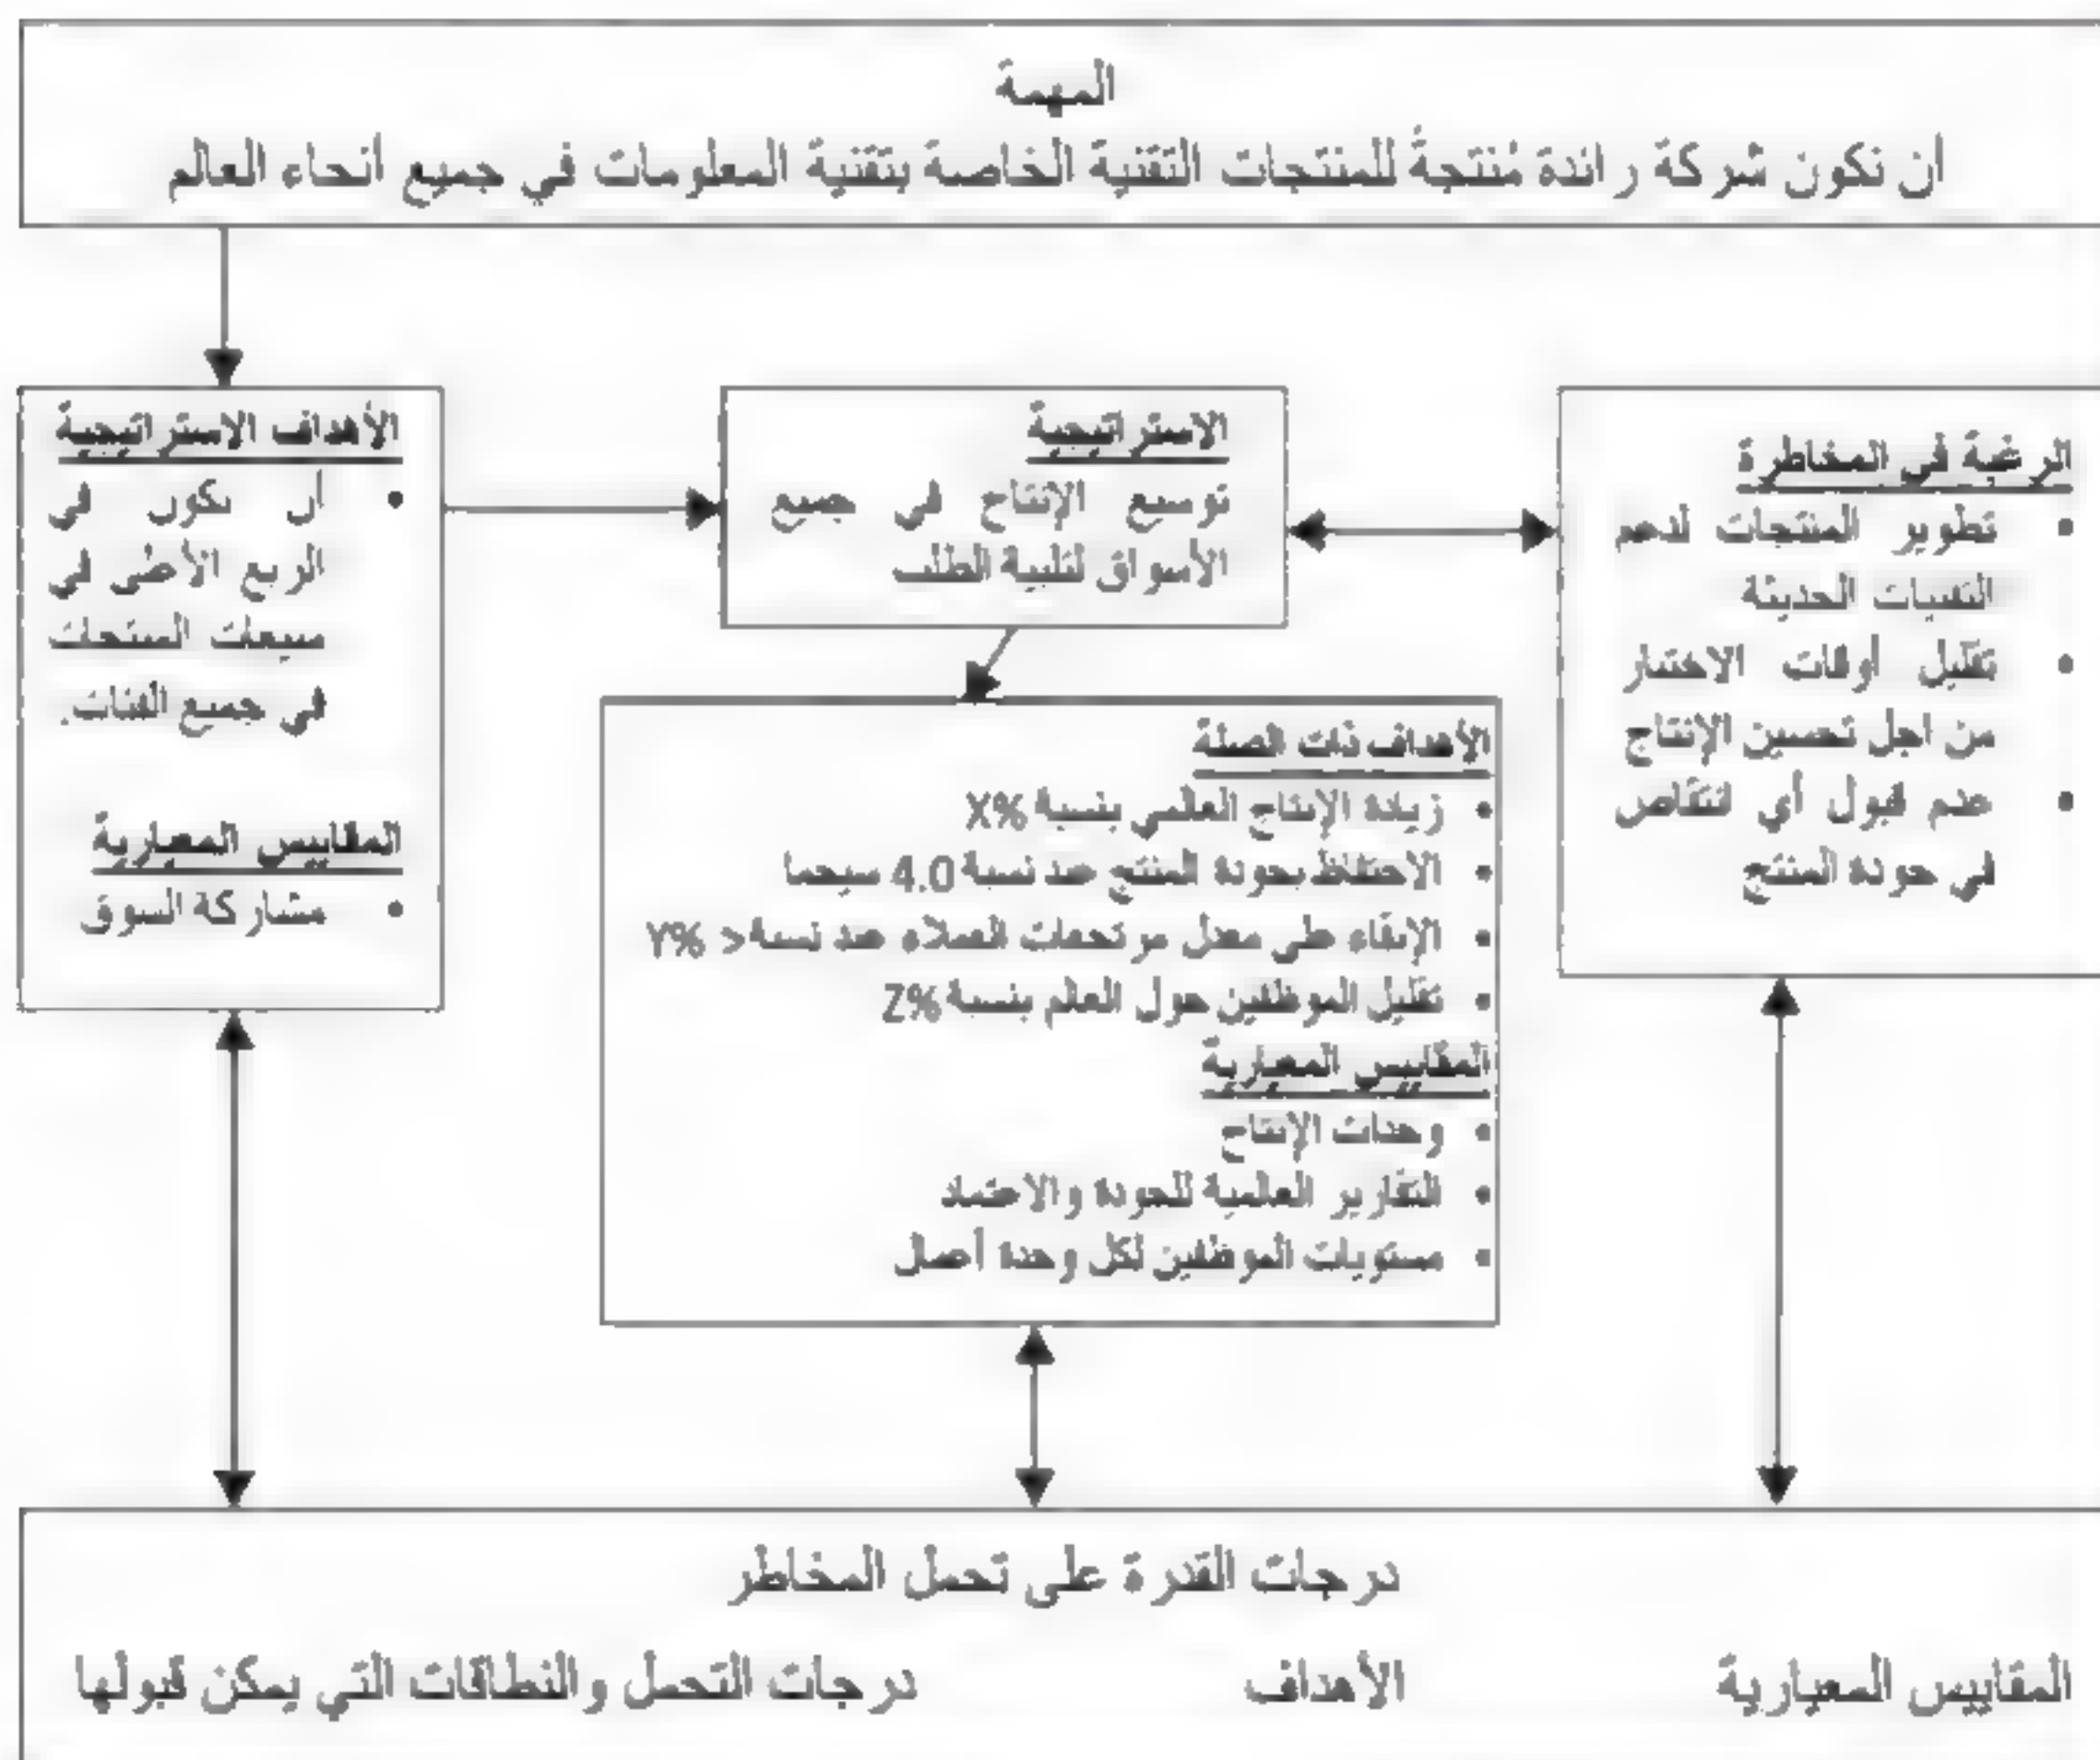 المهمة
أن نكون شركة رائدة مُنتجةً للمنتجات التقنية الخاصة بتقنية المعلومات في جميع أنحاء العالم
الرغبة في المخاطرة
• تطوير المنتجات لدعم
التقنيات الحديثة
• تقليل أوقات الاختبار
من اجل تحسين الإنتاج
• عدم قبول أي انتقاص
في جودة المنتج
الاستراتيجية
توسيع الإنتاج في جميع
الأسواق لتلبية الطلب
الأهداف الاستراتيجية
• أن نكون في
الربع الأعلى في
مبيعات المنتجات
في جميع الفئات.
المقاييس المعيارية
• مشاركة السوق
الأهداف ذات الصلة
• زيادة الإنتاج العالمي بنسبة X%
• الاحتفاظ بجودة المنتج عند نسبة 4.0 سيجما
• الإبقاء على معدل مرتجعات العملاء عند نسبة < Y%
• تقليل الموظفين حول العالم بنسبة Z%
المقاييس المعيارية
• وحدات الإنتاج
• التقارير العالمية للجودة والاعتماد
• مستويات الموظفين لكل وحدة أعمال
درجات القدرة على تحمل المخاطر
المقاييس المعيارية الأهداف درجات التحمل والنطاقات التي يمكن قبولها